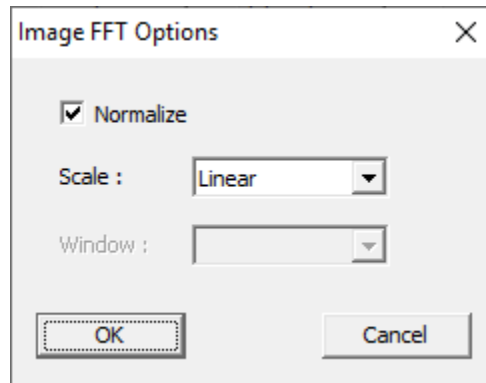 Image FFT Options
Normalize
Scale :
Linear
Window :
OK
Cancel